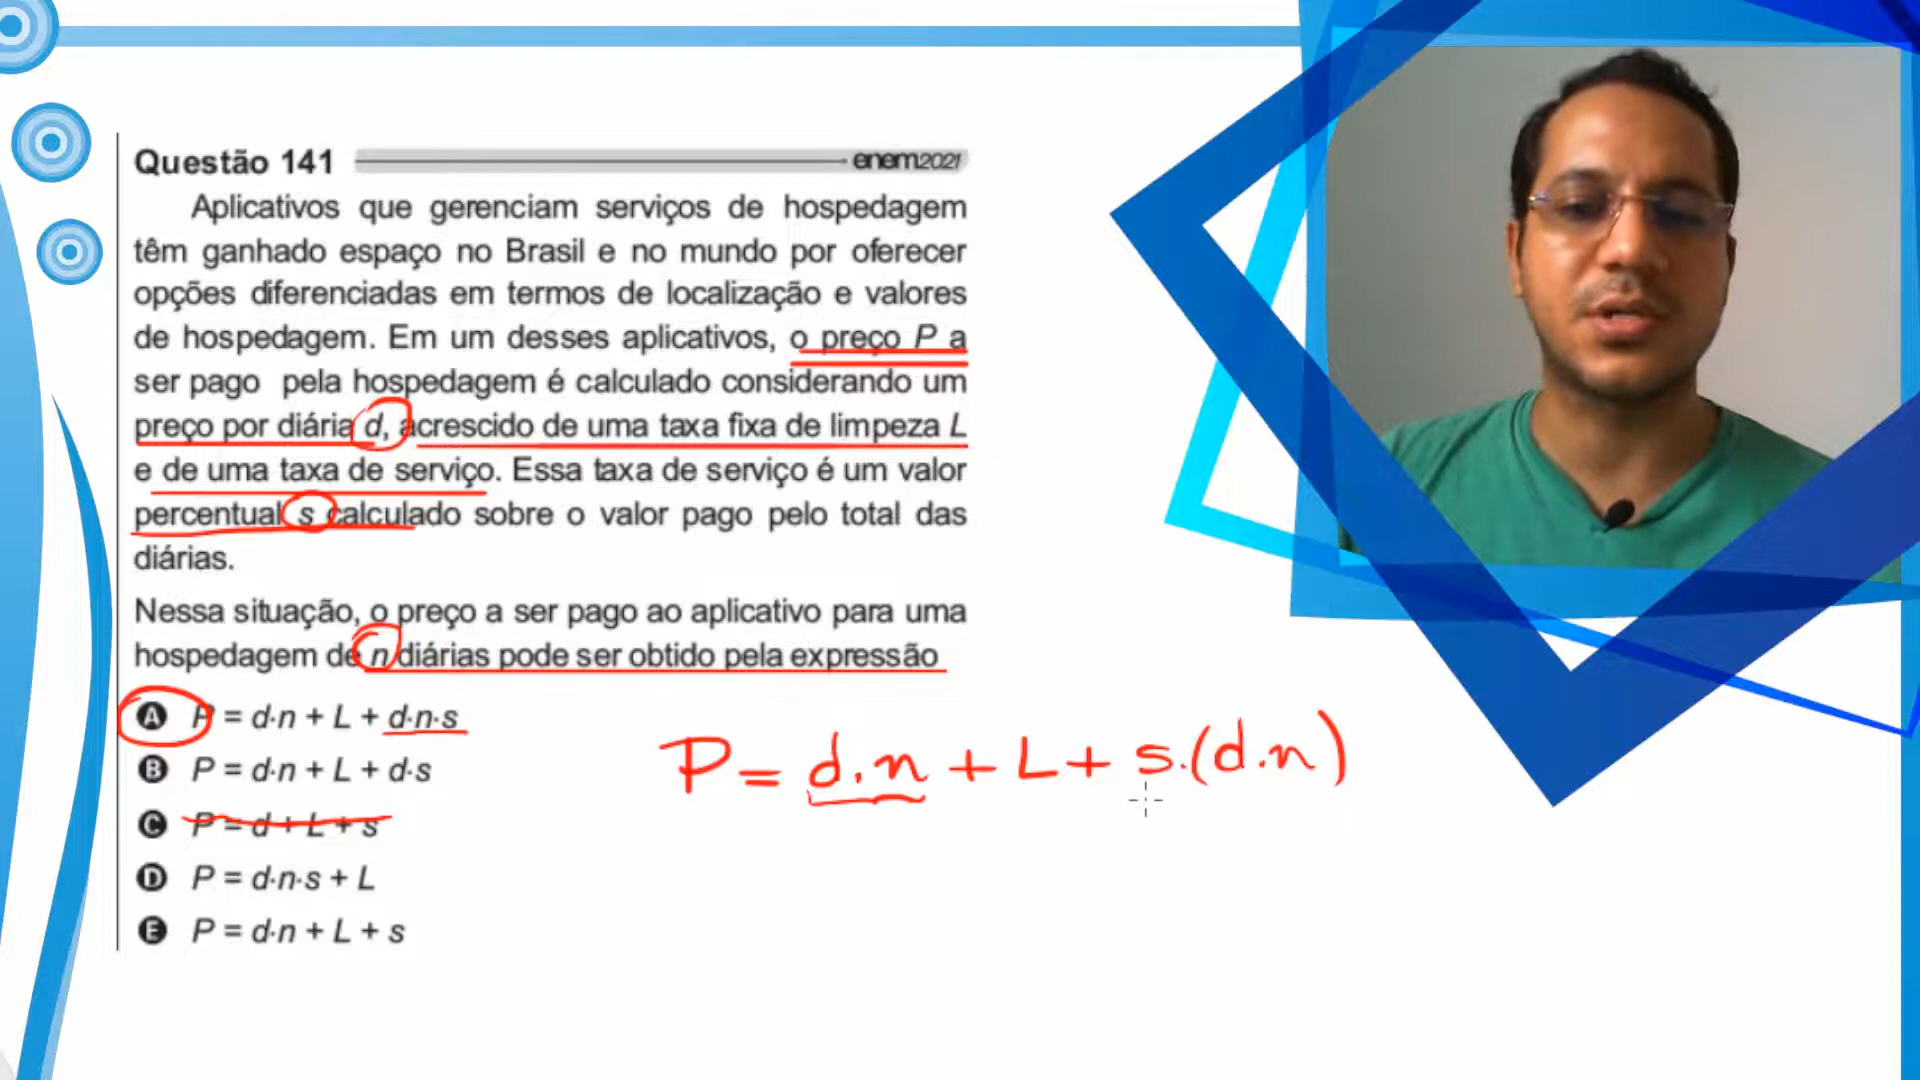 Questão 141 enem2021
Aplicativos que gerenciam serviços de hospedagem
têm ganhado espaço no Brasil e no mundo por oferecer
opções diferenciadas em termos de localização e valores
de hospedagem. Em um desses aplicativos, o preço P a
ser pago pela hospedagem é calculado considerando um
preço por diária d, acrescido de uma taxa fixa de limpeza L
e de uma taxa de serviço. Essa taxa de serviço é um valor
percentual s calculado sobre o valor pago pelo total das
diárias.
Nessa situação, o preço a ser pago ao aplicativo para uma
hospedagem de n diárias pode ser obtido pela expressão
A P = d·n + L + d·n·s
B P = d·n + L + d·s
C P = d + L + s
D P = d·n·s + L
E P = d·n + L + s
P = d.n + L + s.(d.n)